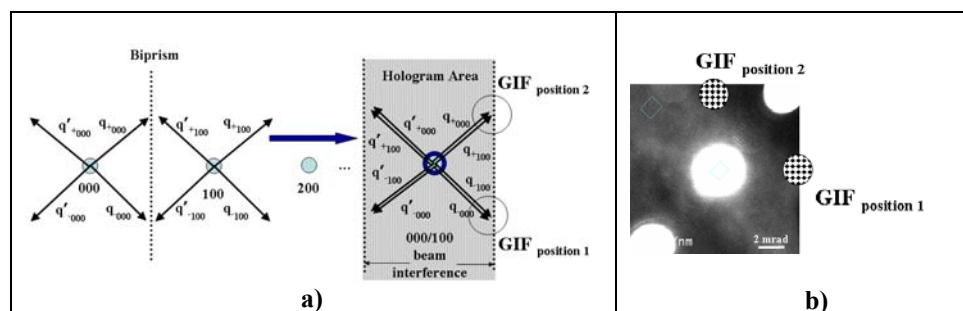 Biprism
q'+000
q+000
q'+100
q+100
000
100
q'-000
q-000
q'-100
q-100
200
...
Hologram Area
GIF position 2
q'+000
q+000
q'+100
q+100
q'-100
q-100
q'-000
q-000
000/100
beam
interference
GIF position 1
a)
GIF position 2
GIF position 1
nm
2 mrad
b)